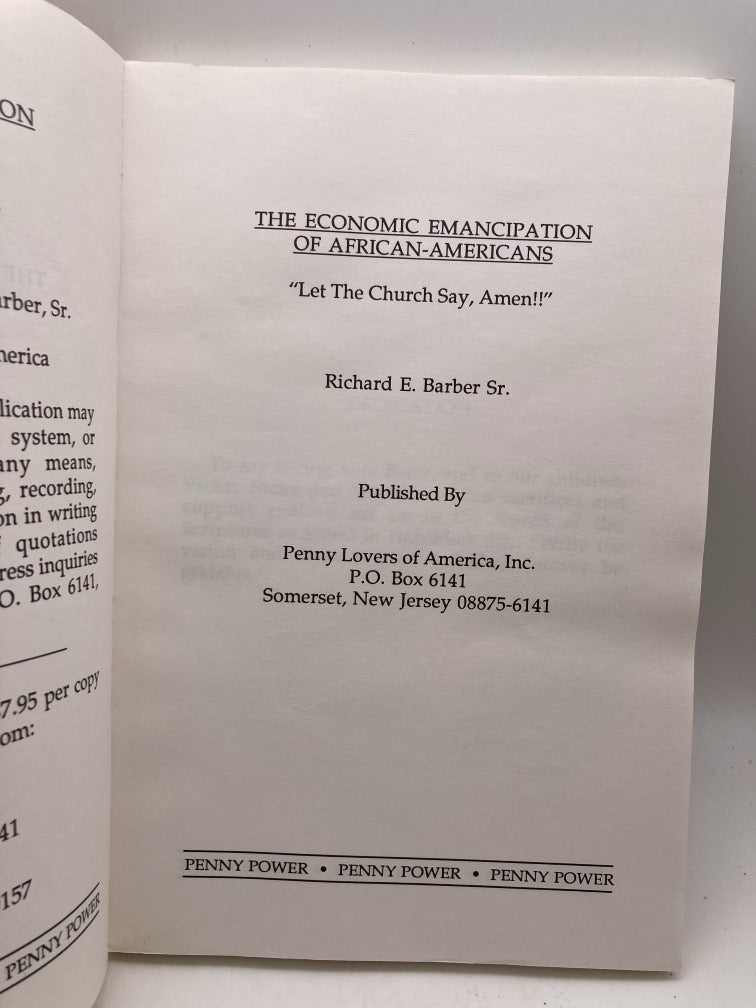 ON
arber, Sr.
merica
lication may
system, or
any means,
g, recording,
on in writing
quotations
ress inquiries
O. Box 6141,
7.95 per copy
om:
41
157
PENNY POWER
THE ECONOMIC EMANCIPATION
OF AFRICAN-AMERICANS
"Let The Church Say, Amen!!"
Richard E. Barber Sr.
Published By
Penny Lovers of America, Inc.
P.O. Box 6141
Somerset, New Jersey 08875-6141
PENNY POWER • PENNY POWER • PENNY POWER